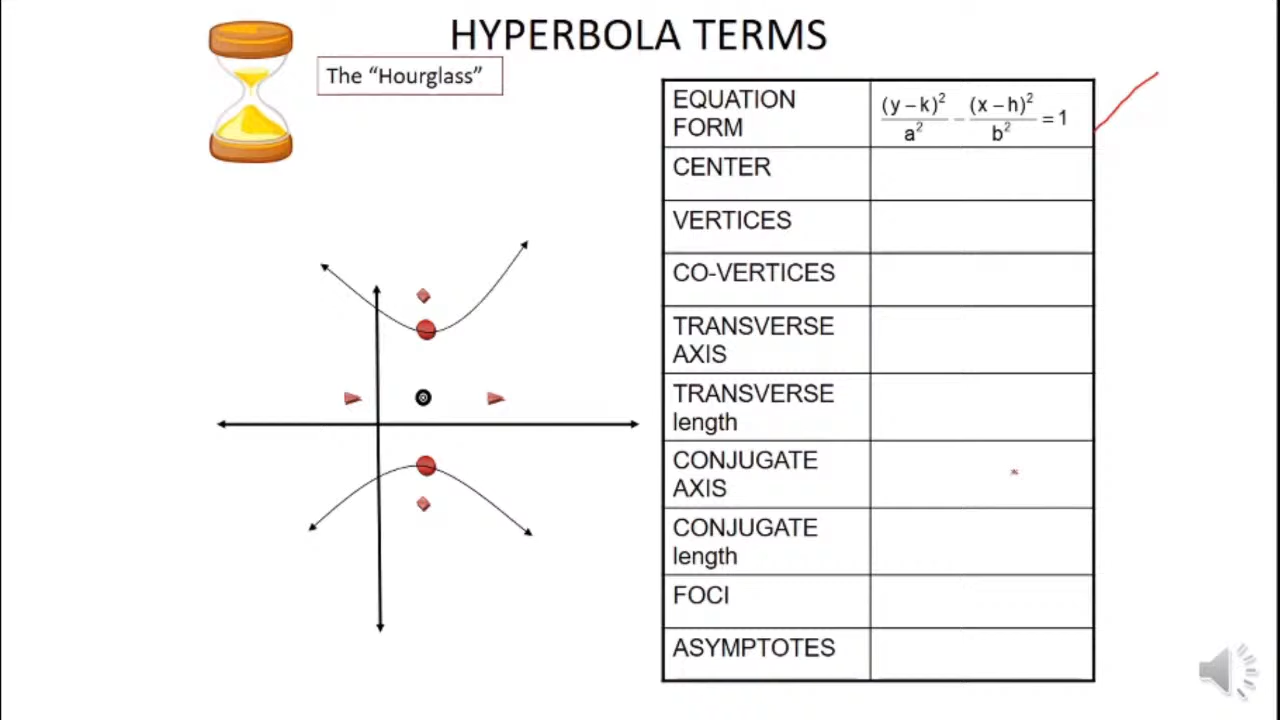 HYPERBOLA TERMS
The “Hourglass”
EQUATION
FORM
(y – k)² / a² – (x – h)² / b² = 1
CENTER
VERTICES
CO-VERTICES
TRANSVERSE
AXIS
TRANSVERSE
length
CONJUGATE
AXIS
CONJUGATE
length
FOCI
ASYMPTOTES